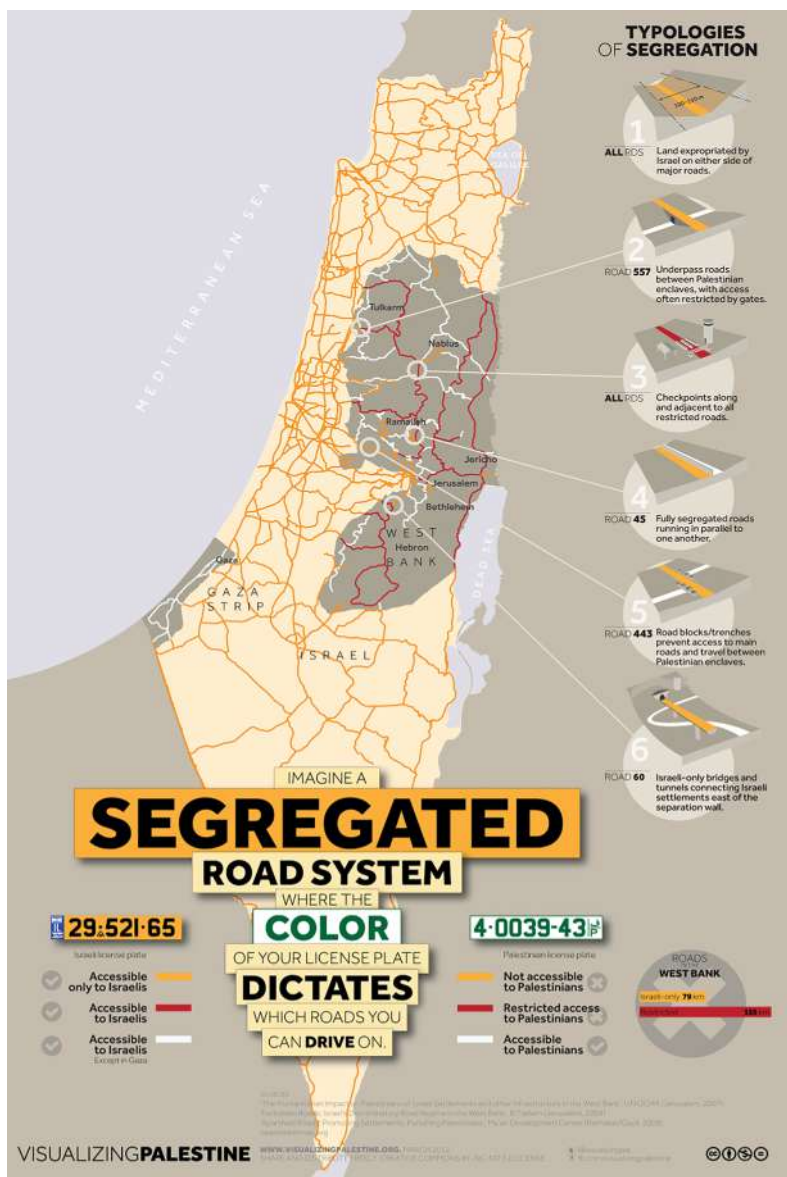 TYPOLOGIES
OF SEGREGATION
1
ALL RDS
Land expropriated by
Israel on either side of
major roads.
2
ROAD 557
Underpass roads
between Palestinian
enclaves, with access
often restricted by gates.
3
ALL RDS
Checkpoints along
and adjacent to all
restricted roads.
4
ROAD 45
Fully segregated roads
running in parallel to
one another.
5
ROAD 443
Road blocks/trenches
prevent access to main
roads and travel between
Palestinian enclaves.
6
ROAD 60
Israeli-only bridges and
tunnels connecting Israeli
settlements east of the
separation wall.
MEDITERRANEAN SEA
Tulkarm
Nablus
Ramallah
Jericho
Jerusalem
Bethlehem
WEST
BANK
Hebron
DEAD SEA
Gaza
GAZA
STRIP
ISRAEL
IMAGINE A
SEGREGATED
ROAD SYSTEM
WHERE THE
COLOR
OF YOUR LICENSE PLATE
DICTATES
WHICH ROADS YOU
CAN DRIVE ON.
29·521·65
Israeli license plate
Accessible
only to Israelis
Accessible
to Israelis
Accessible
to Israelis
Except in Gaza
4·0039-43
Palestinian license plate
Not accessible
to Palestinians
Restricted access
to Palestinians
Accessible
to Palestinians
ROADS
WEST BANK
Israeli-only 79 km
Restricted
VISUALIZINGPALESTINE
WWW.VISUALIZINGPALESTINE.ORG